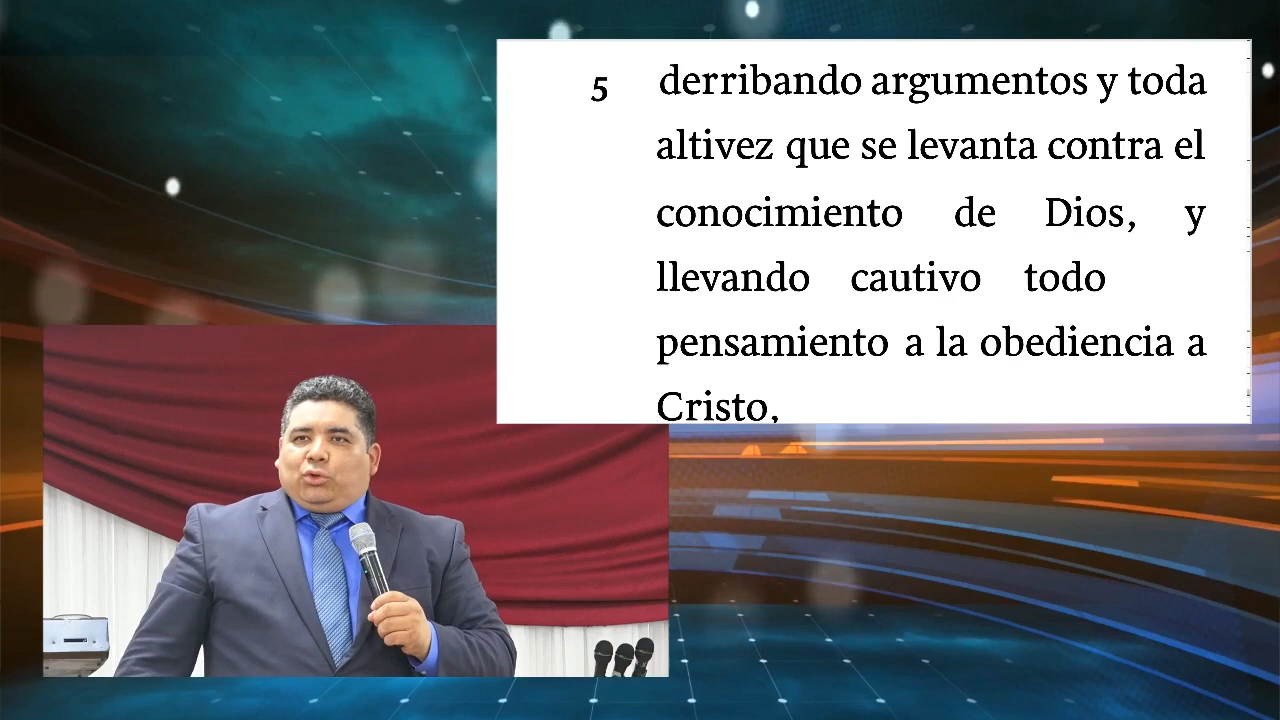 5 derribando argumentos y toda
altivez que se levanta contra el
conocimiento de Dios, y
llevando cautivo todo
pensamiento a la obediencia a
Cristo,